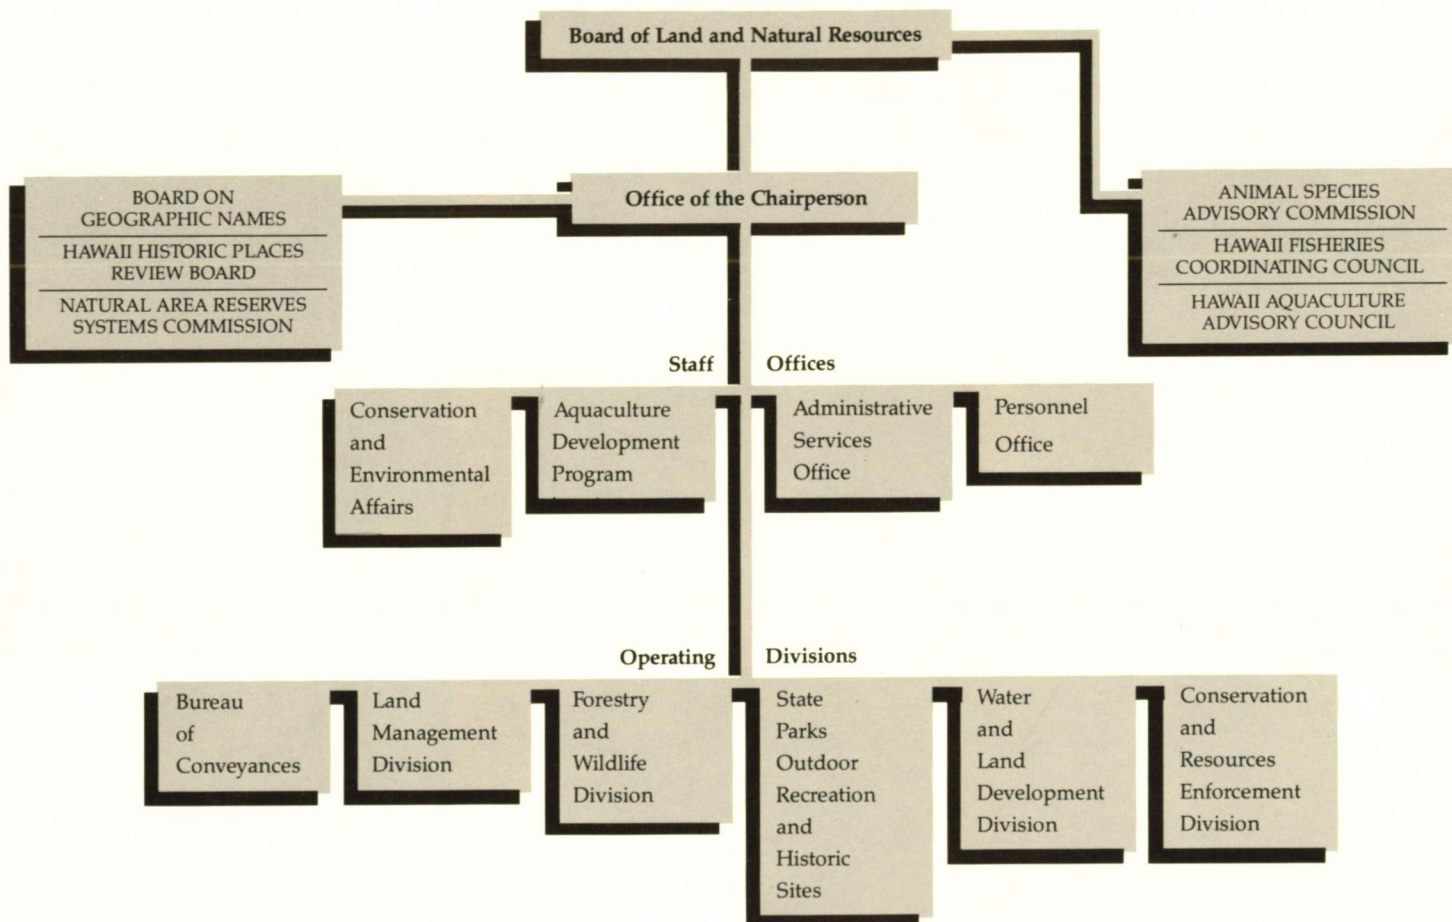 Board of Land and Natural Resources
Office of the Chairperson
BOARD ON
GEOGRAPHIC NAMES
HAWAII HISTORIC PLACES
REVIEW BOARD
NATURAL AREA RESERVES
SYSTEMS COMMISSION
ANIMAL SPECIES
ADVISORY COMMISSION
HAWAII FISHERIES
COORDINATING COUNCIL
HAWAII AQUACULTURE
ADVISORY COUNCIL
Staff Offices
Conservation
and
Environmental
Affairs
Aquaculture
Development
Program
Administrative
Services
Office
Personnel
Office
Operating Divisions
Bureau
of
Conveyances
Land
Management
Division
Forestry
and
Wildlife
Division
State
Parks
Outdoor
Recreation
and
Historic
Sites
Water
and
Land
Development
Division
Conservation
and
Resources
Enforcement
Division